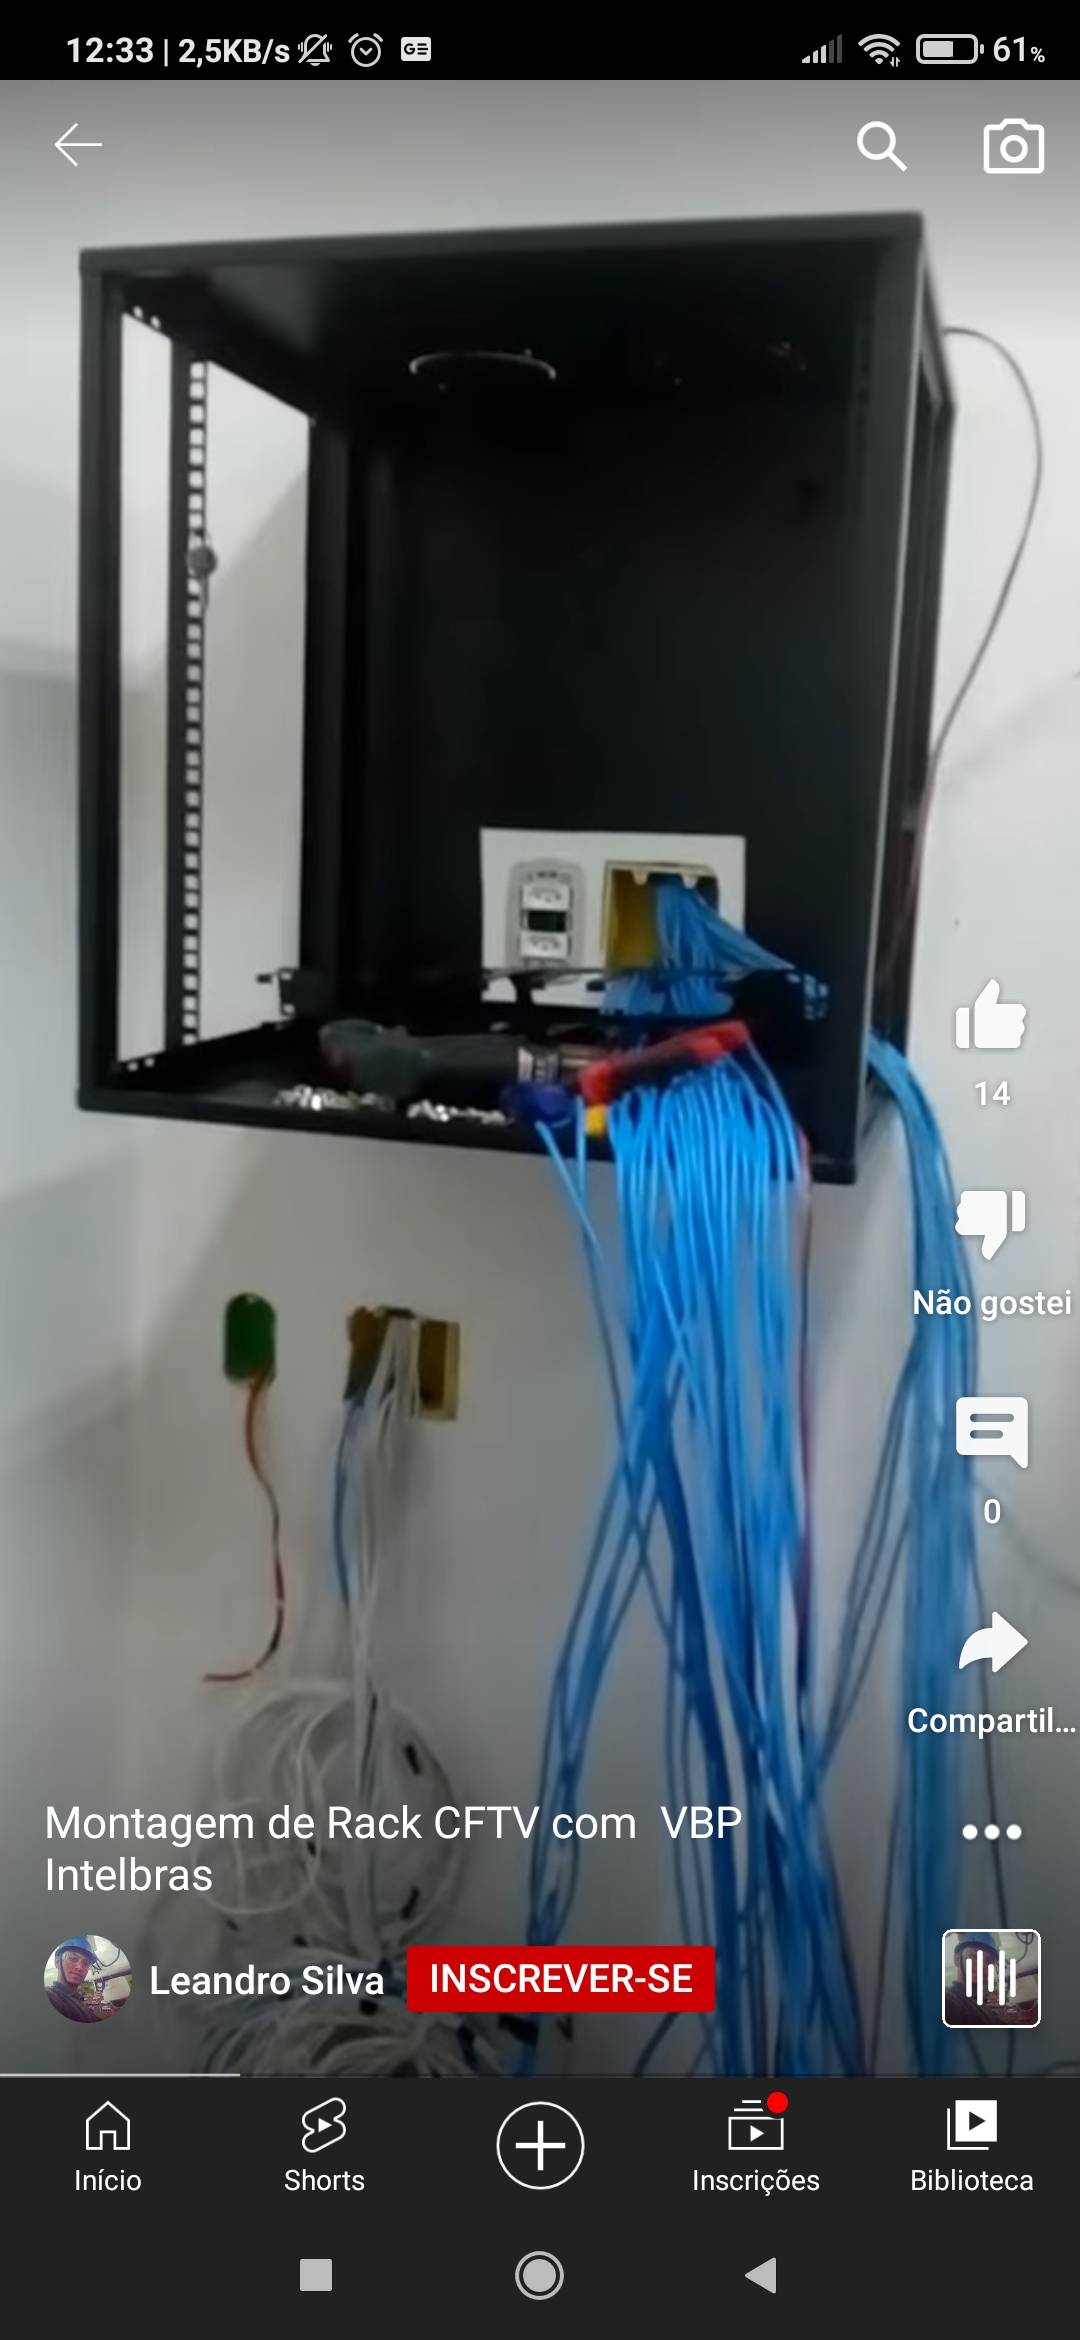 12:33 | 2,5KB/s
61%
14
Não gostei
0
Compartil...
Montagem de Rack CFTV com  VBP
Intelbras
Leandro Silva
INSCREVER-SE
Início
Shorts
Inscrições
Biblioteca